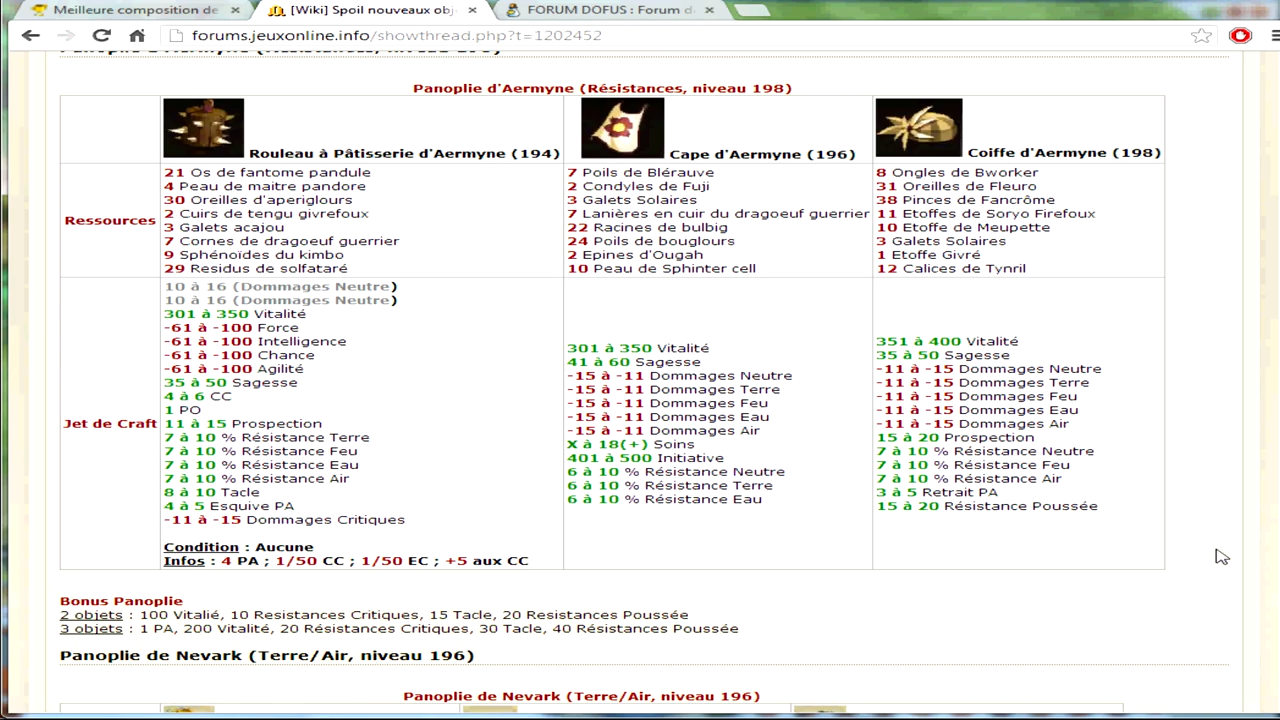 Meilleure composition de
[Wiki] Spoil nouveaux obj
FORUM DOFUS : Forum d
forums.jeuxonline.info/showthread.php?t=1202452
Panoplie d'Aermyne (Résistances, niveau 198)
Panoplie d'Aermyne (Résistances, niveau 198)
Rouleau à Pâtisserie d'Aermyne (194)
Cape d'Aermyne (196)
Coiffe d'Aermyne (198)
Ressources
21 Os de fantome pandule
4 Peau de maitre pandore
30 Oreilles d'aperiglours
2 Cuirs de tengu givrefoux
3 Galets acajou
7 Cornes de dragoeuf guerrier
9 Sphénoïdes du kimbo
29 Residus de solfataré
7 Poils de Blérauve
2 Condyles de Fuji
3 Galets Solaires
7 Lanières en cuir du dragoeuf guerrier
22 Racines de bulbig
24 Poils de bouglours
2 Epines d'Ougah
10 Peau de Sphinter cell
8 Ongles de Bworker
31 Oreilles de Fleuro
38 Pinces de Fancrôme
11 Etoffes de Soryo Firefoux
10 Etoffe de Meupette
3 Galets Solaires
1 Etoffe Givré
12 Calices de Tynril
Jet de Craft
10 à 16 (Dommages Neutre)
10 à 16 (Dommages Neutre)
301 à 350 Vitalité
-61 à -100 Force
-61 à -100 Intelligence
-61 à -100 Chance
-61 à -100 Agilité
35 à 50 Sagesse
4 à 6 CC
1 PO
11 à 15 Prospection
7 à 10 % Résistance Terre
7 à 10 % Résistance Feu
7 à 10 % Résistance Eau
7 à 10 % Résistance Air
8 à 10 Tacle
4 à 5 Esquive PA
-11 à -15 Dommages Critiques
Condition : Aucune
Infos : 4 PA ; 1/50 CC ; 1/50 EC ; +5 aux CC
301 à 350 Vitalité
41 à 60 Sagesse
-15 à -11 Dommages Neutre
-15 à -11 Dommages Terre
-15 à -11 Dommages Feu
-15 à -11 Dommages Eau
-15 à -11 Dommages Air
X à 18(+) Soins
401 à 500 Initiative
6 à 10 % Résistance Neutre
6 à 10 % Résistance Terre
6 à 10 % Résistance Eau
351 à 400 Vitalité
35 à 50 Sagesse
-11 à -15 Dommages Neutre
-11 à -15 Dommages Terre
-11 à -15 Dommages Feu
-11 à -15 Dommages Eau
-11 à -15 Dommages Air
15 à 20 Prospection
7 à 10 % Résistance Neutre
7 à 10 % Résistance Feu
7 à 10 % Résistance Air
3 à 5 Retrait PA
15 à 20 Résistance Poussée
Bonus Panoplie
2 objets : 100 Vitalié, 10 Resistances Critiques, 15 Tacle, 20 Resistances Poussée
3 objets : 1 PA, 200 Vitalité, 20 Résistances Critiques, 30 Tacle, 40 Résistances Poussée
Panoplie de Nevark (Terre/Air, niveau 196)
Panoplie de Nevark (Terre/Air, niveau 196)